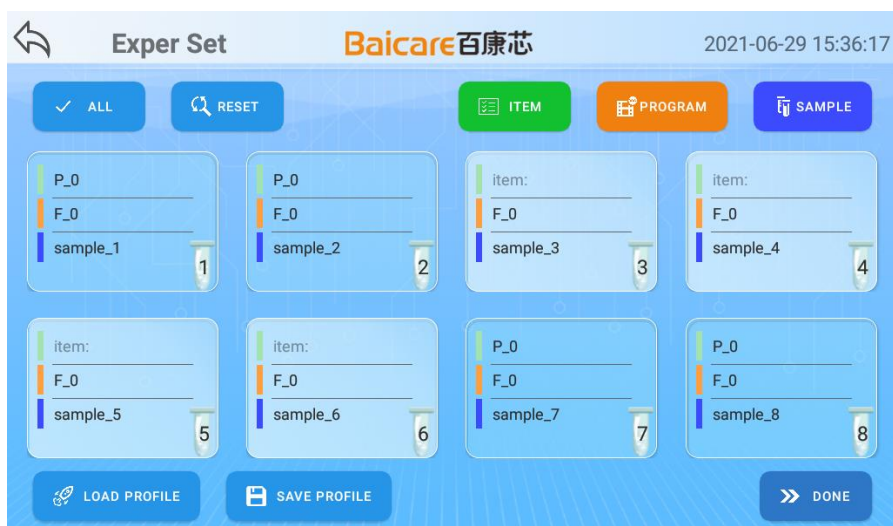 Exper Set
Baicare百康芯
2021-06-29 15:36:17
ALL
RESET
ITEM
PROGRAM
SAMPLE
P_0
F_0
sample_1
1
P_0
F_0
sample_2
2
item:
F_0
sample_3
3
item:
F_0
sample_4
4
item:
F_0
sample_5
5
item:
F_0
sample_6
6
P_0
F_0
sample_7
7
P_0
F_0
sample_8
8
LOAD PROFILE
SAVE PROFILE
DONE